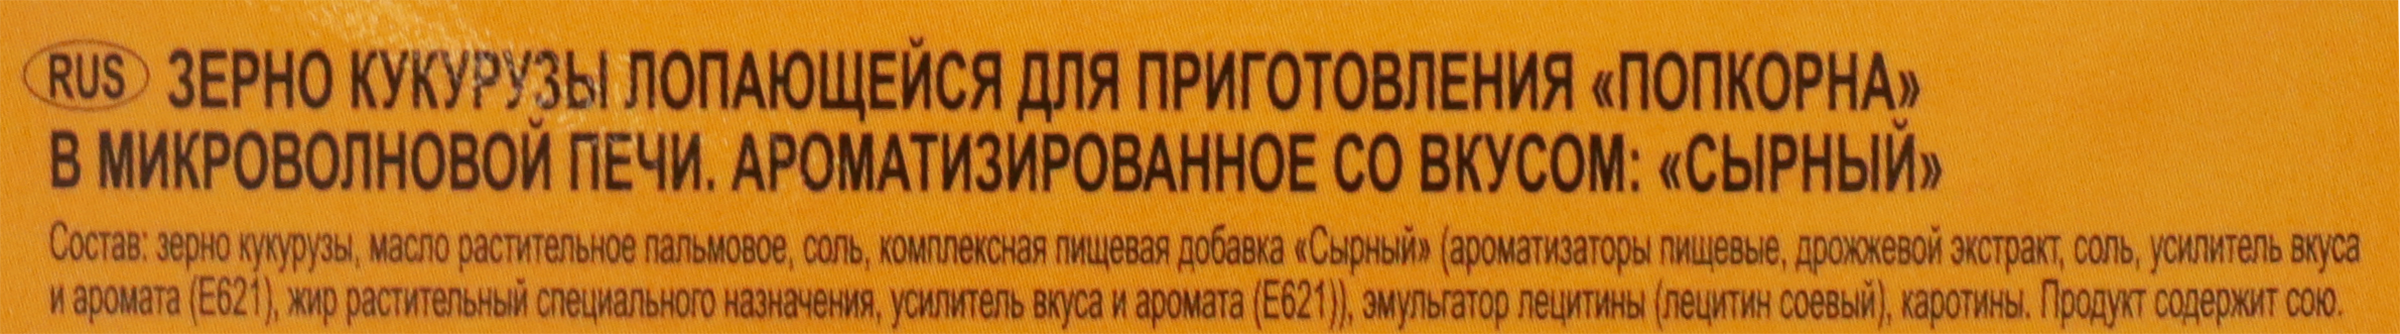 RUS ЗЕРНО КУКУРУЗЫ ЛОПАЮЩЕЙСЯ ДЛЯ ПРИГОТОВЛЕНИЯ «ПОПКОРНА»
В МИКРОВОЛНОВОЙ ПЕЧИ. АРОМАТИЗИРОВАННОЕ СО ВКУСОМ: «СЫРНЫЙ»
Состав: зерно кукурузы, масло растительное пальмовое, соль, комплексная пищевая добавка «Сырный» (ароматизаторы пищевые, дрожжевой экстракт, соль, усилитель вкуса
и аромата (Е621), жир растительный специального назначения, усилитель вкуса и аромата (Е621)), эмульгатор лецитины (лецитин соевый), каротины. Продукт содержит сою.